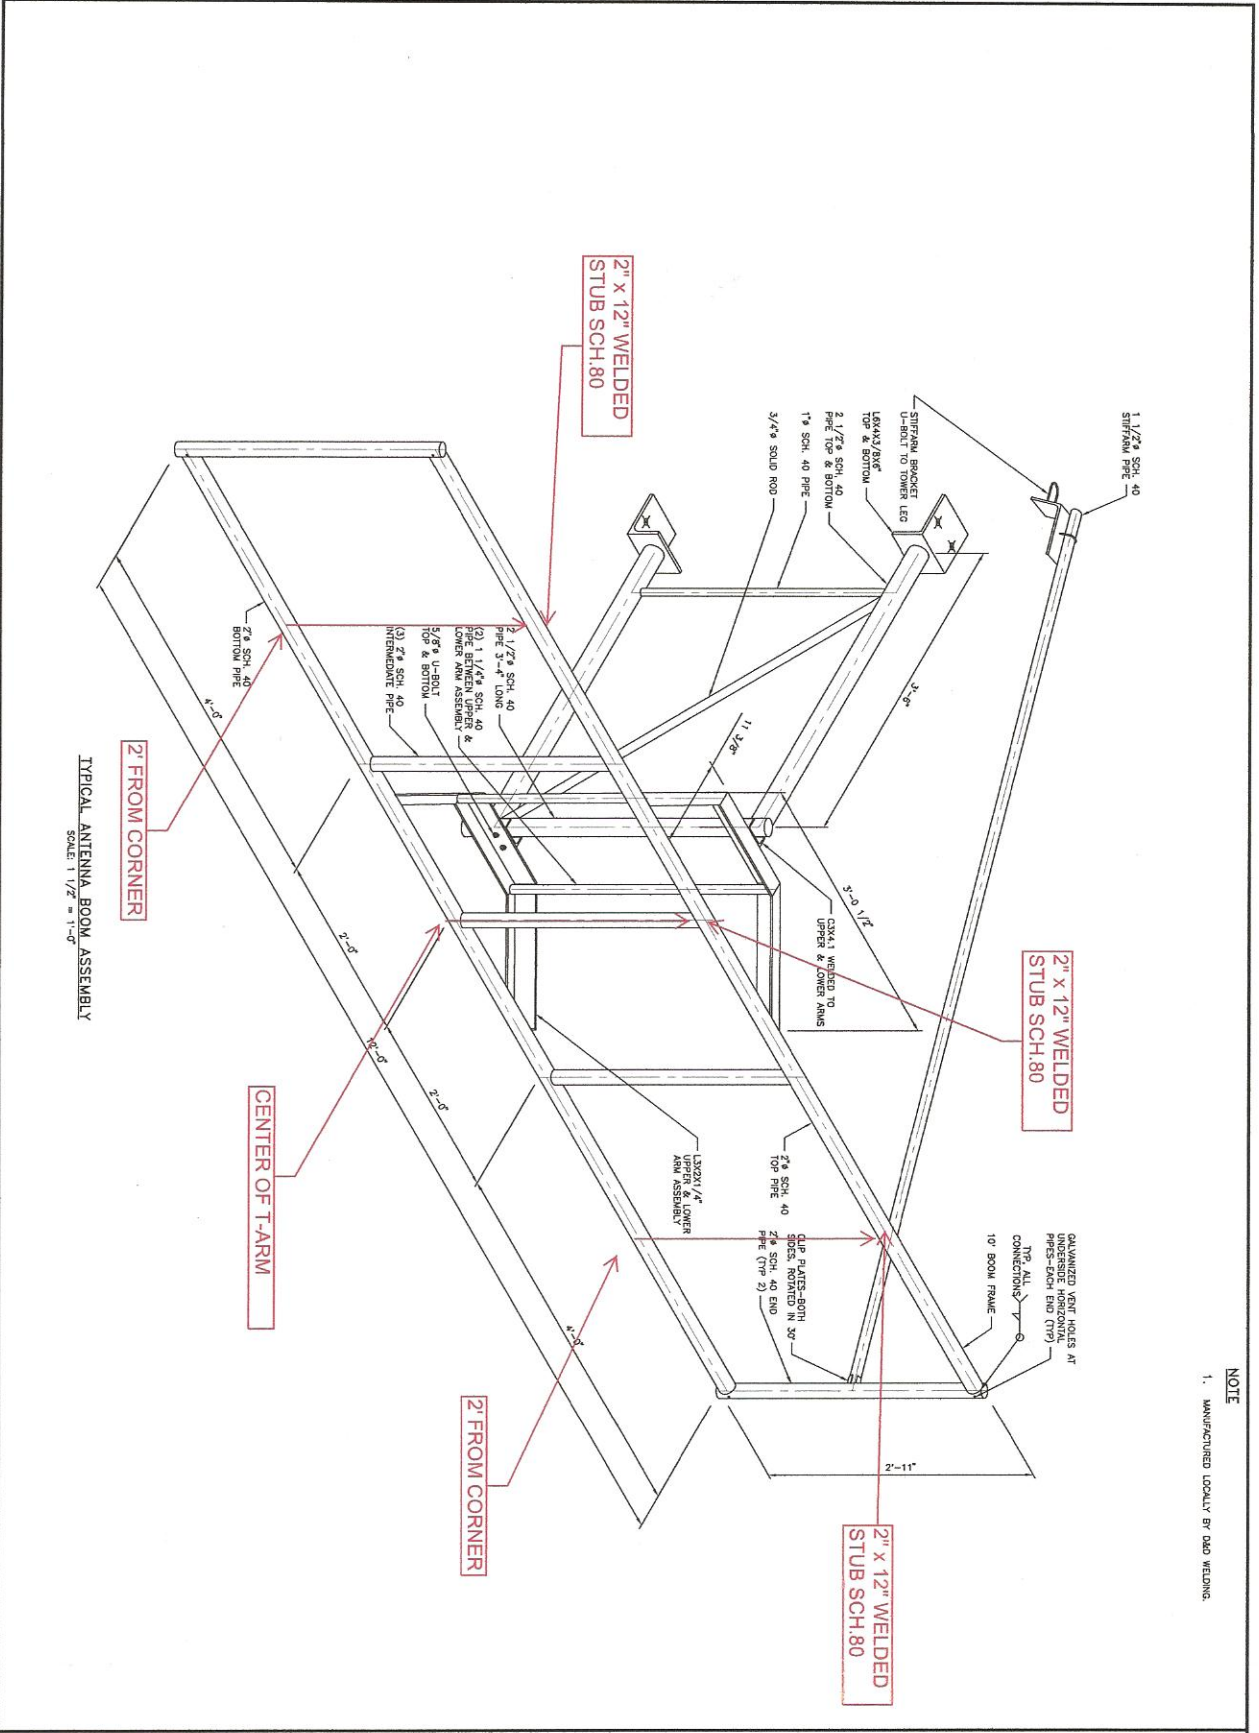 NOTE
1. MANUFACTURED LOCALLY BY D&D WELDING.
1 1/2"ø SCH. 40
STIFFARM PIPE
STIFFARM BRACKET
U-BOLT TO TOWER LEG
L6X4X3/8X6"
TOP & BOTTOM
2 1/2"ø SCH. 40
PIPE TOP & BOTTOM
1"ø SCH. 40 PIPE
3/4"ø SOLID ROD
2" x 12" WELDED
STUB SCH.80
3'-0"
11 3/8"
3'-0 1/2"
C3X4.1 WELDED TO
UPPER & LOWER ARMS
2" x 12" WELDED
STUB SCH.80
GALVANIZED VENT HOLES AT
UNDERSIDE HORIZONTAL
PIPES-EACH END (TYP)
TYP, ALL
CONNECTIONS
10' BOOM FRAME
2"ø SCH. 40
TOP PIPE
CLIP PLATES-BOTH
SIDES, ROTATED IN 30°
2"ø SCH. 40 END
PIPE (TYP 2)
L3X2X1/4"
UPPER & LOWER
ARM ASSEMBLY
2 1/2"ø SCH. 40
PIPE 3'-4" LONG
(2) 1 1/4"ø SCH. 40
PIPE BETWEEN UPPER &
LOWER ARM ASSEMBLY
5/8"ø U-BOLT
TOP & BOTTOM
(3) 2"ø SCH. 40
INTERMEDIATE PIPE
2"ø SCH. 40
BOTTOM PIPE
2'-11"
2" x 12" WELDED
STUB SCH.80
4'-0"
2'-0"
2'-0"
4'-0"
12'-0"
2' FROM CORNER
CENTER OF T-ARM
2' FROM CORNER
TYPICAL ANTENNA BOOM ASSEMBLY
SCALE: 1 1/2" = 1'-0"